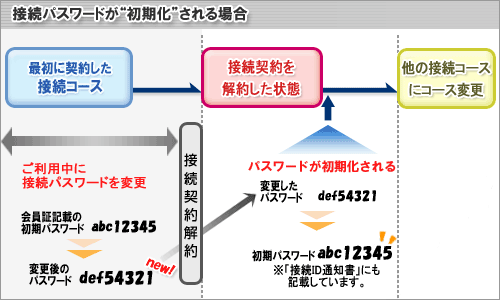 接続パスワードが“初期化”される場合
最初に契約した
接続コース
接続契約を
解約した状態
他の接続コース
にコース変更
ご利用中に
接続パスワードを変更
会員証記載の
初期パスワード abc12345
変更後の
パスワード def54321
new!
接続契約解約
パスワードが初期化される
変更した
パスワード def54321
初期パスワード abc12345
※「接続ID通知書」にも
記載しています。